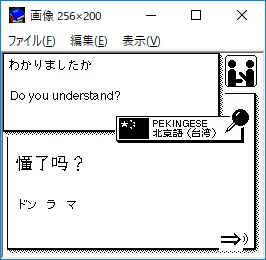 画像 256×200
ファイル(F) 編集(E) 表示(V)
わかりましたか
Do you understand?
PEKINGESE
北京語（台湾）
懂了吗？
ドン ラ マ